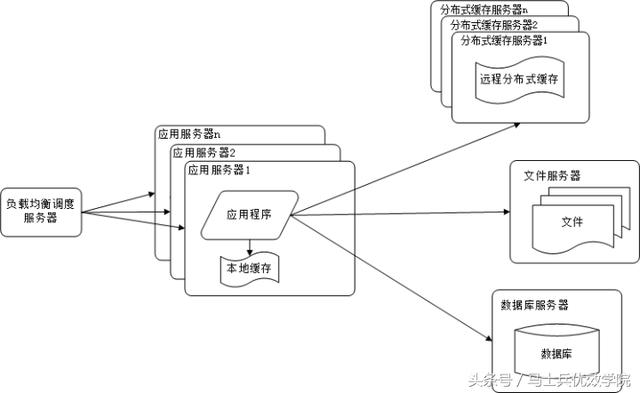 分布式缓存服务器n
分布式缓存服务器2
分布式缓存服务器1
远程分布式缓存
应用服务器n
应用服务器2
应用服务器1
应用程序
本地缓存
负载均衡调度
服务器
文件服务器
文件
数据库服务器
数据库
头条号 / 马士兵优效学院